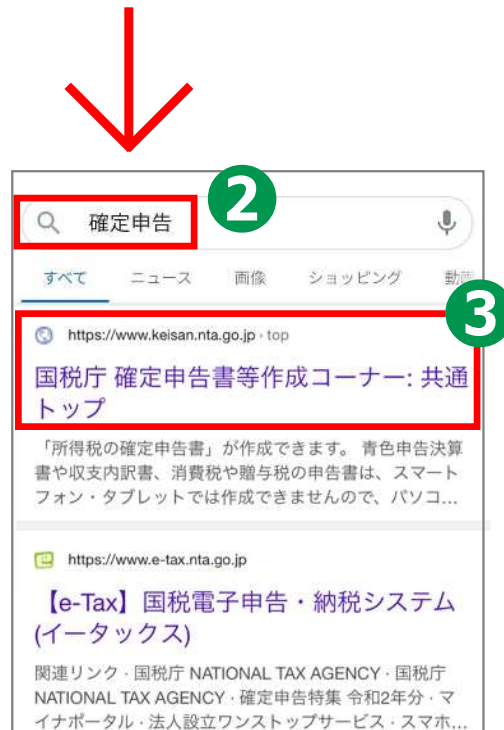 2
確定申告
すべて ニュース 画像 ショッピング 動画
3
https://www.keisan.nta.go.jp › top
国税庁 確定申告書等作成コーナー: 共通
トップ
「所得税の確定申告書」が作成できます。 青色申告決算
書や収支内訳書、消費税や贈与税の申告書は、スマート
フォン・タブレットでは作成できませんので、パソコ...
https://www.e-tax.nta.go.jp
【e-Tax】国税電子申告・納税システム
(イータックス)
関連リンク · 国税庁 NATIONAL TAX AGENCY · 国税庁
NATIONAL TAX AGENCY · 確定申告特集 令和2年分 · マ
イナポータル · 法人設立ワンストップサービス · スマホ...